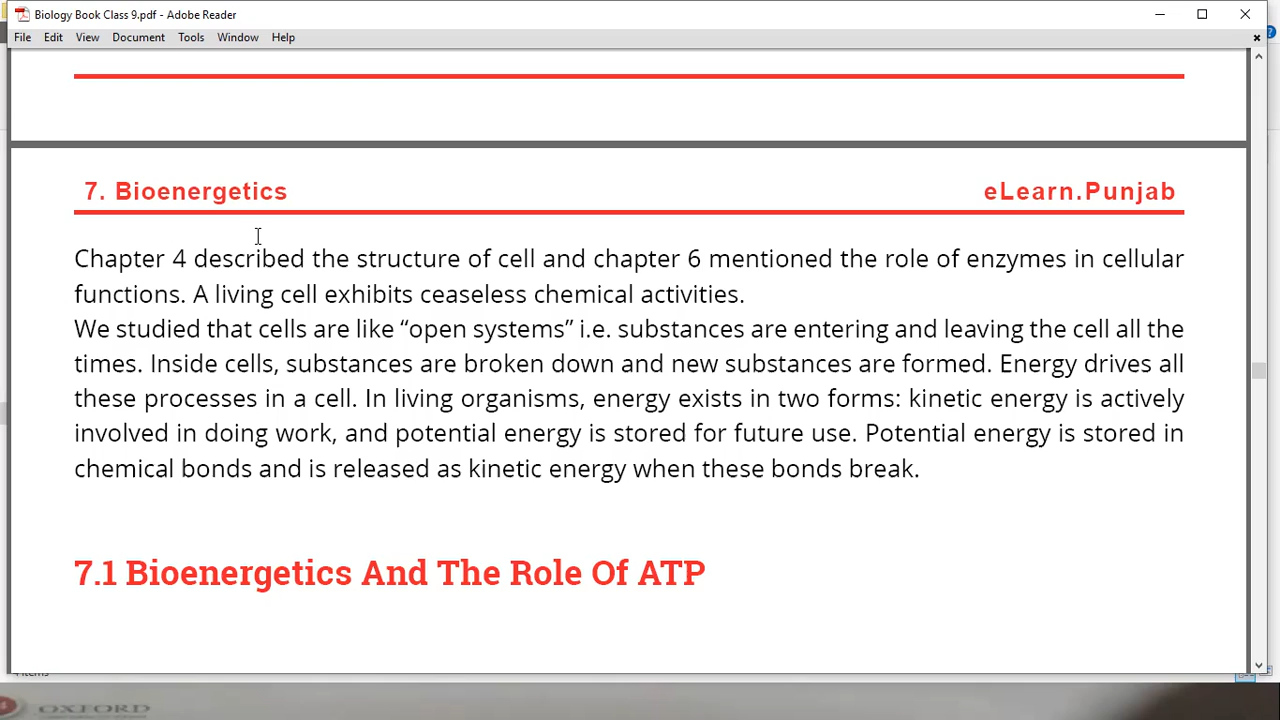 Biology Book Class 9.pdf - Adobe Reader
File Edit View Document Tools Window Help
7. Bioenergetics eLearn.Punjab
Chapter 4 described the structure of cell and chapter 6 mentioned the role of enzymes in cellular
functions. A living cell exhibits ceaseless chemical activities.
We studied that cells are like “open systems” i.e. substances are entering and leaving the cell all the
times. Inside cells, substances are broken down and new substances are formed. Energy drives all
these processes in a cell. In living organisms, energy exists in two forms: kinetic energy is actively
involved in doing work, and potential energy is stored for future use. Potential energy is stored in
chemical bonds and is released as kinetic energy when these bonds break.
7.1 Bioenergetics And The Role Of ATP
items
OXFORD